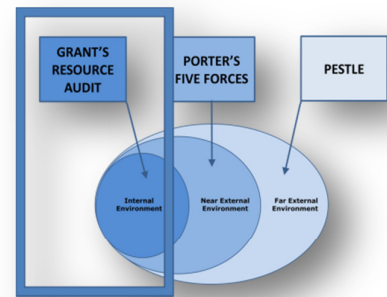 GRANT'S
RESOURCE
AUDIT
PORTER'S
FIVE FORCES
PESTLE
Internal
Environment
Near External
Environment
Far External
Environment